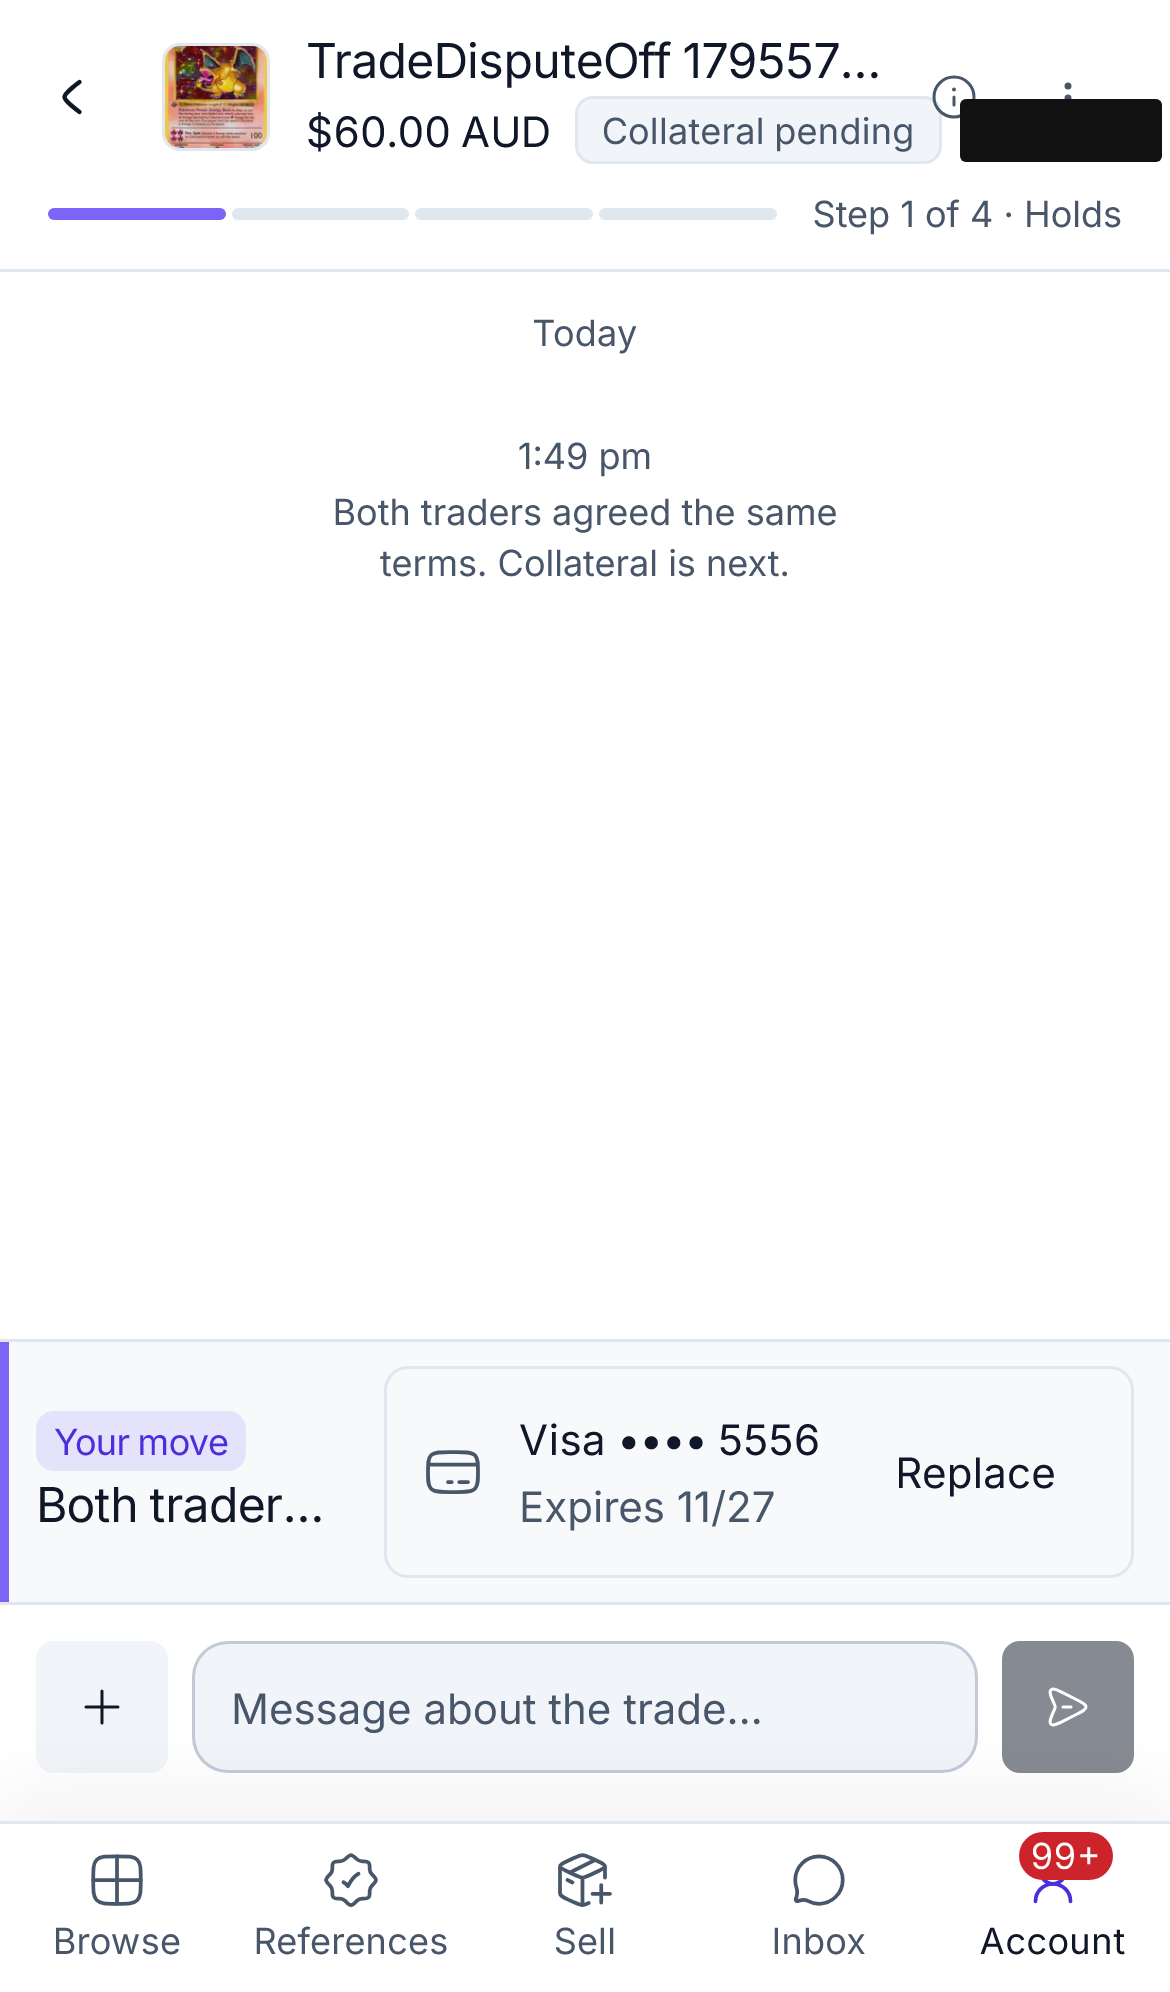 TradeDisputeOff 179557...
$60.00 AUD
Collateral pending
Step 1 of 4 · Holds
Today
1:49 pm
Both traders agreed the same
terms. Collateral is next.
Your move
Both trader...
Visa •••• 5556
Expires 11/27
Replace
Message about the trade...
99+
Browse
References
Sell
Inbox
Account